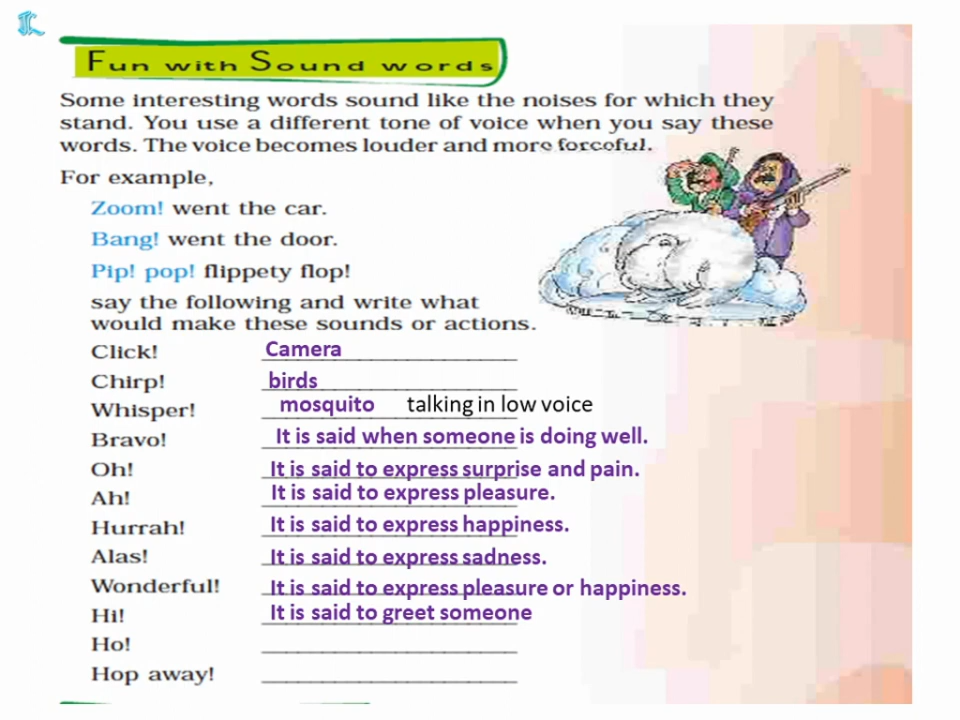 Fun with Sound words
Some interesting words sound like the noises for which they
stand. You use a different tone of voice when you say these
words. The voice becomes louder and more forceful.
For example,
Zoom! went the car.
Bang! went the door.
Pip! pop! flippety flop!
say the following and write what
would make these sounds or actions.
Click! Camera
Chirp! birds
Whisper! mosquito talking in low voice
Bravo! It is said when someone is doing well.
Oh! It is said to express surprise and pain.
Ah! It is said to express pleasure.
Hurrah! It is said to express happiness.
Alas! It is said to express sadness.
Wonderful! It is said to express pleasure or happiness.
Hi! It is said to greet someone
Ho!
Hop away!